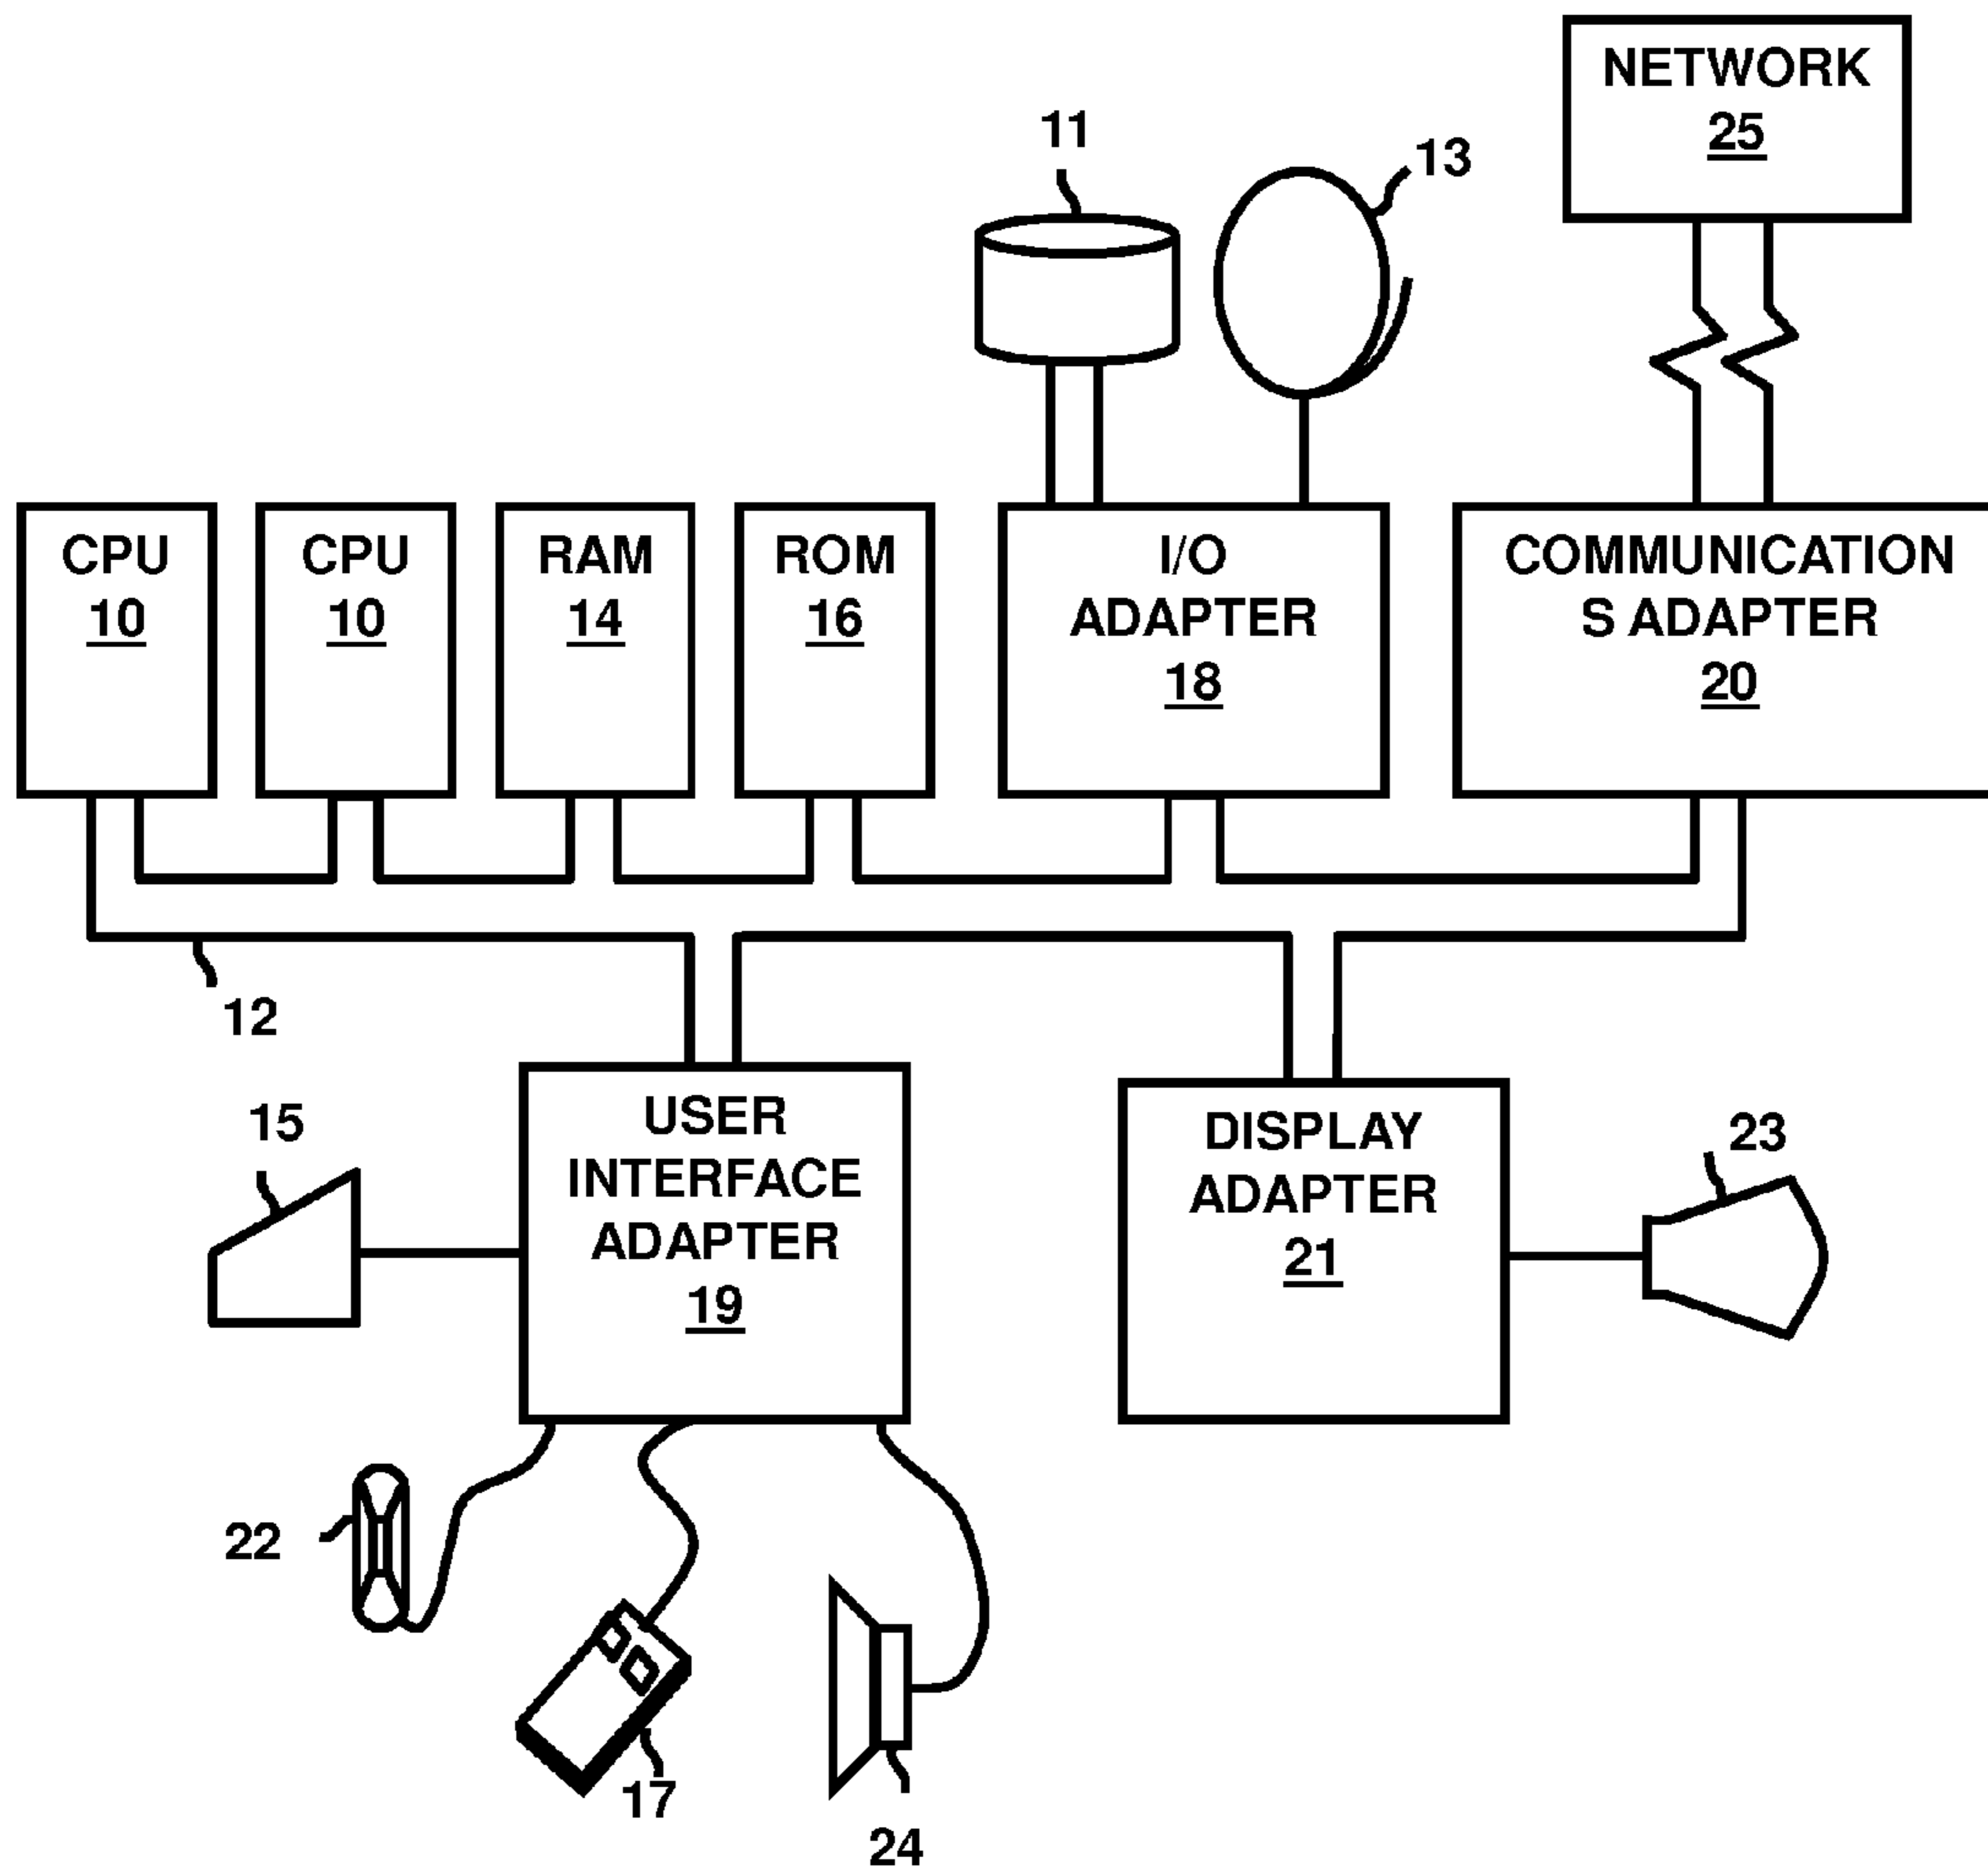 NETWORK
25
11
13
CPU
10
CPU
10
RAM
14
ROM
16
I/O
ADAPTER
18
COMMUNICATION
S ADAPTER
20
12
15
USER
INTERFACE
ADAPTER
19
DISPLAY
ADAPTER
21
23
22
17
24